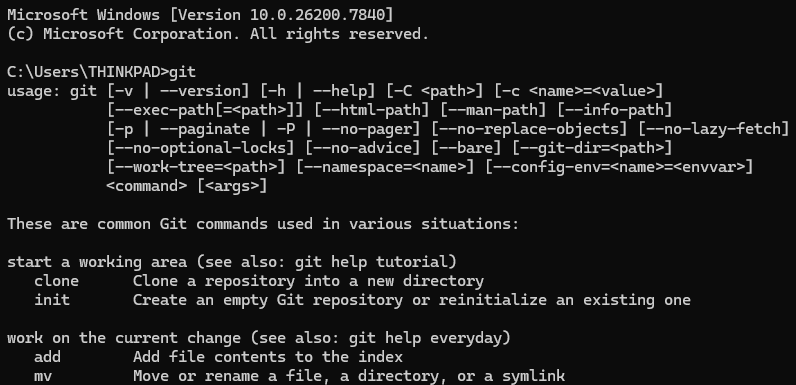 Microsoft Windows [Version 10.0.26200.7840]
(c) Microsoft Corporation. All rights reserved.

C:\Users\THINKPAD>git
usage: git [-v | --version] [-h | --help] [-C <path>] [-c <name>=<value>]
           [--exec-path[=<path>]] [--html-path] [--man-path] [--info-path]
           [-p | --paginate | -P | --no-pager] [--no-replace-objects] [--no-lazy-fetch]
           [--no-optional-locks] [--no-advice] [--bare] [--git-dir=<path>]
           [--work-tree=<path>] [--namespace=<name>] [--config-env=<name>=<envvar>]
           <command> [<args>]

These are common Git commands used in various situations:

start a working area (see also: git help tutorial)
   clone      Clone a repository into a new directory
   init       Create an empty Git repository or reinitialize an existing one

work on the current change (see also: git help everyday)
   add        Add file contents to the index
   mv         Move or rename a file, a directory, or a symlink